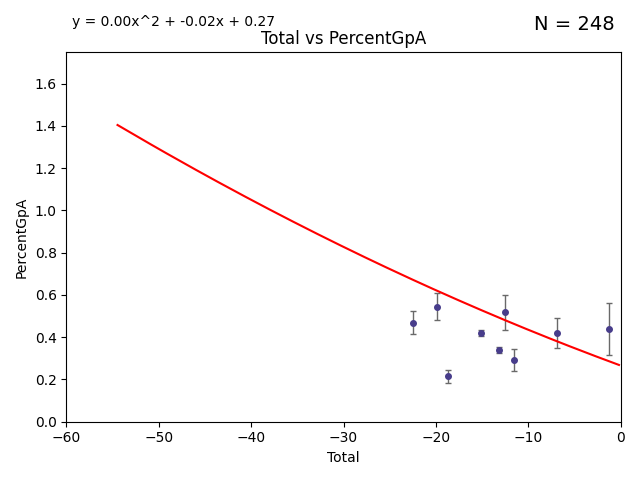 y = 0.00x^2 + -0.02x + 0.27
N = 248
Total vs PercentGpA
PercentGpA
1.6
1.4
1.2
1.0
0.8
0.6
0.4
0.2
0.0
−60 −50 −40 −30 −20 −10 0
Total